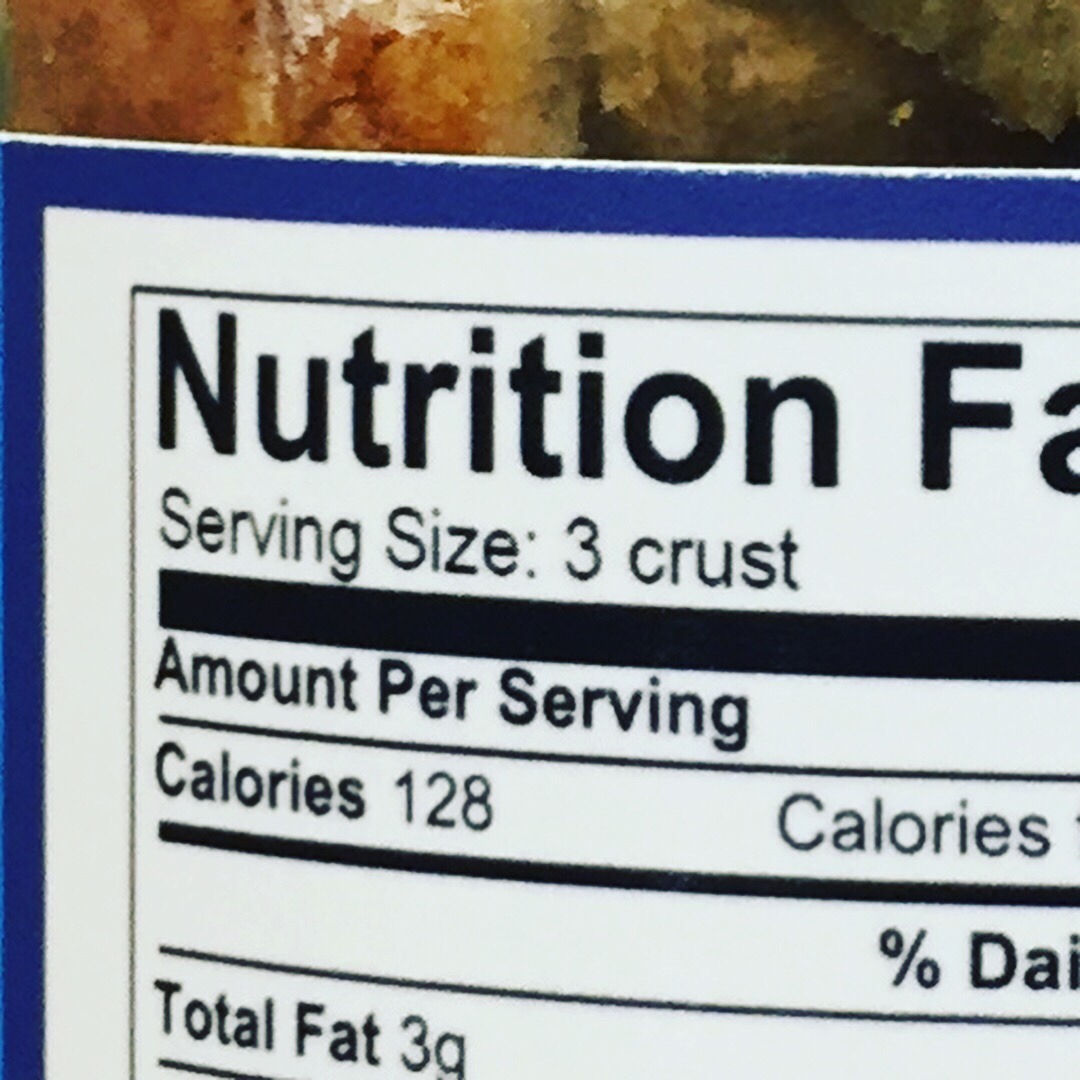 Nutrition Fa
Serving Size: 3 crust
Amount Per Serving
Calories 128 Calories
% Dai
Total Fat 3g